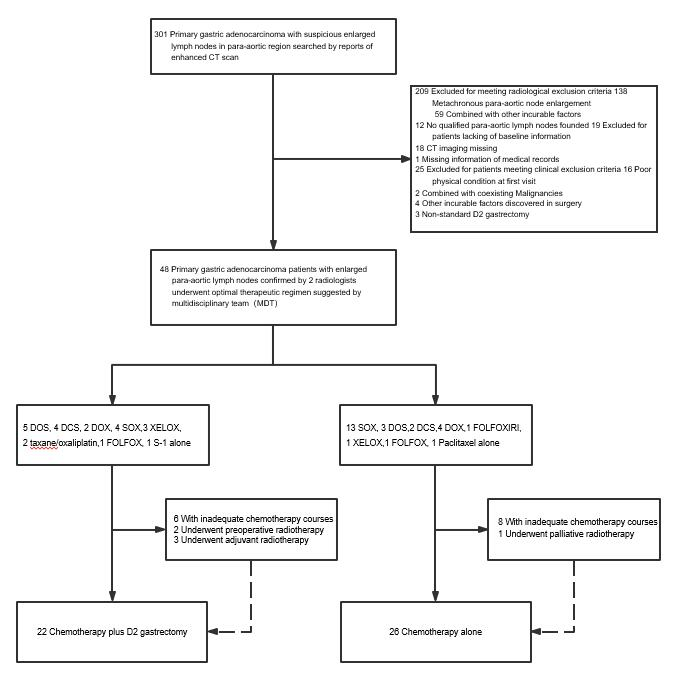 301 Primary gastric adenocarcinoma with suspicious enlarged
lymph nodes in para-aortic region searched by reports of
enhanced CT scan
209 Excluded for meeting radiological exclusion criteria 138
Metachronous para-aortic node enlargement
59 Combined with other incurable factors
12 No qualified para-aortic lymph nodes founded 19 Excluded for
patients lacking of baseline information
18 CT imaging missing
1 Missing information of medical records
25 Excluded for patients meeting clinical exclusion criteria 16 Poor
physical condition at first visit
2 Combined with coexisting Malignancies
4 Other incurable factors discovered in surgery
3 Non-standard D2 gastrectomy
48 Primary gastric adenocarcinoma patients with enlarged
para-aortic lymph nodes confirmed by 2 radiologists
underwent optimal therapeutic regimen suggested by
multidisciplinary team（MDT）
5 DOS, 4 DCS, 2 DOX, 4 SOX,3 XELOX,
2 taxane/oxaliplatin,1 FOLFOX, 1 S-1 alone
13 SOX, 3 DOS,2 DCS,4 DOX,1 FOLFOXIRI,
1 XELOX,1 FOLFOX, 1 Paclitaxel alone
6 With inadequate chemotherapy courses
2 Underwent preoperative radiotherapy
3 Underwent adjuvant radiotherapy
8 With inadequate chemotherapy courses
1 Underwent palliative radiotherapy
22 Chemotherapy plus D2 gastrectomy
26 Chemotherapy alone